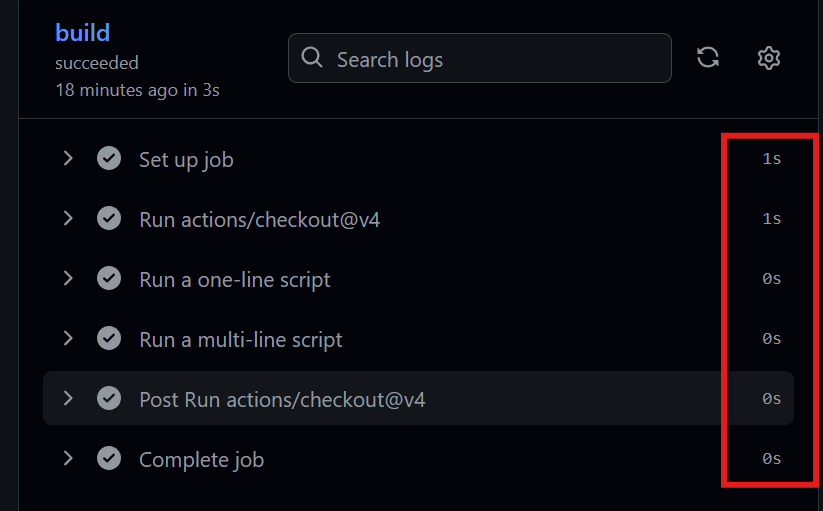 build
succeeded
18 minutes ago in 3s
Search logs
Set up job 1s
Run actions/checkout@v4 1s
Run a one-line script 0s
Run a multi-line script 0s
Post Run actions/checkout@v4 0s
Complete job 0s